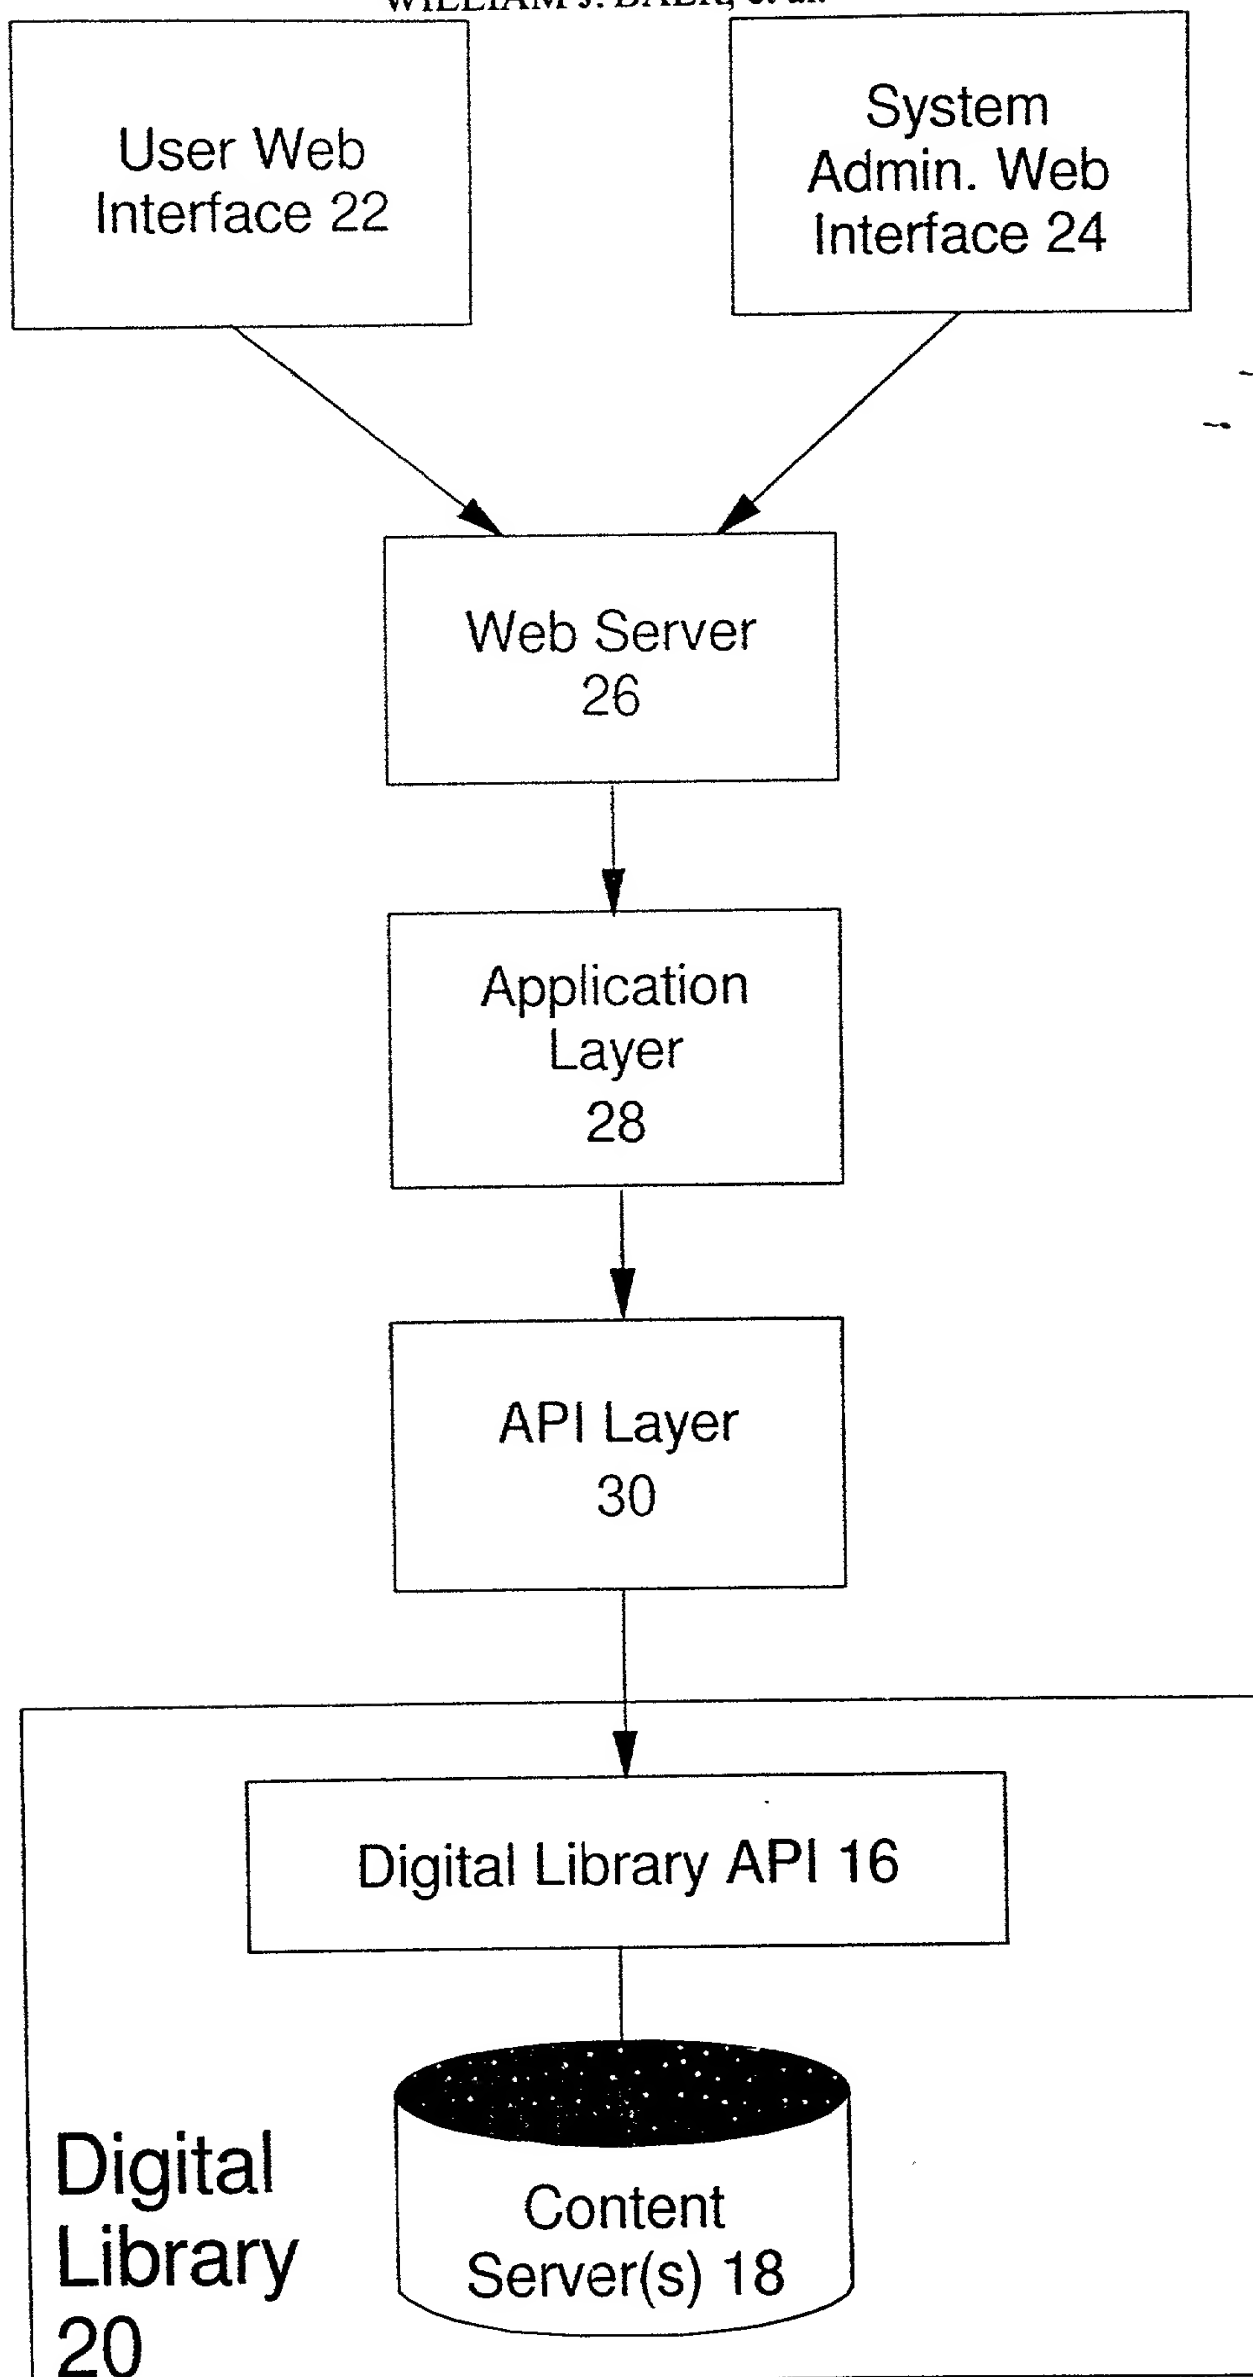 User Web
Interface 22
System
Admin. Web
Interface 24
Web Server
26
Application
Layer
28
API Layer
30
Digital Library API 16
Content
Server(s) 18
Digital
Library
20